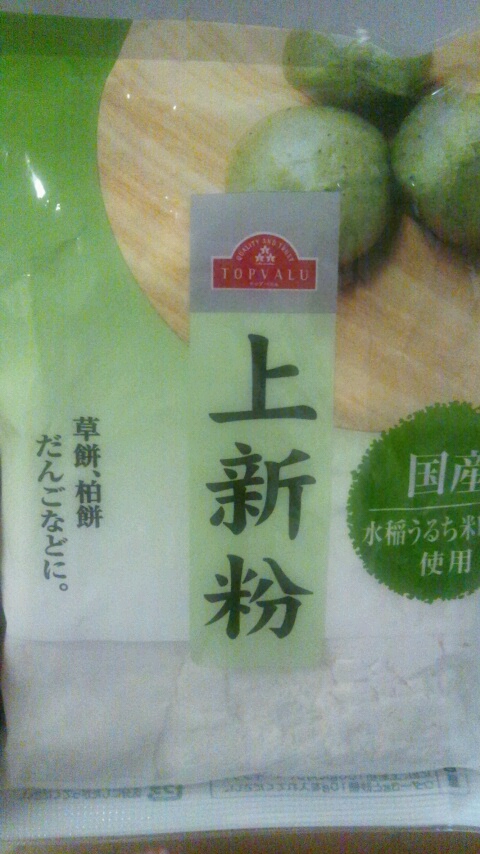 QUALITY AND TRUST
TOPVALU
上新粉
草餅、柏餅
だんごなどに。
国産
水稲うるち米
使用